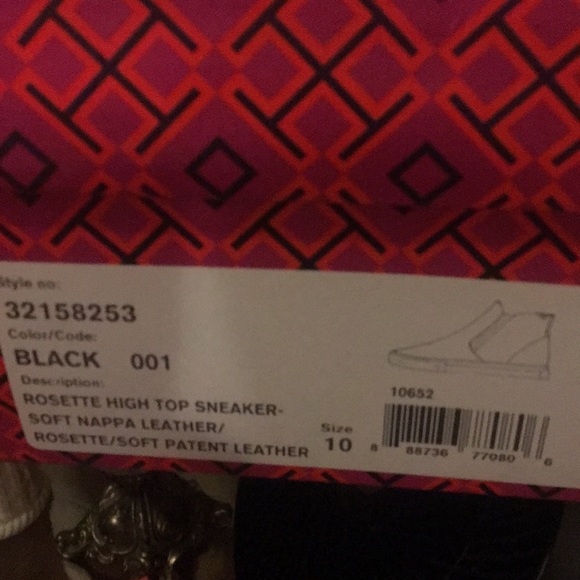 Style no:
32158253
Color/Code:
BLACK 001
Description:
ROSETTE HIGH TOP SNEAKER-
SOFT NAPPA LEATHER/
ROSETTE/SOFT PATENT LEATHER
Size
10
10652
8 88736 77080 6